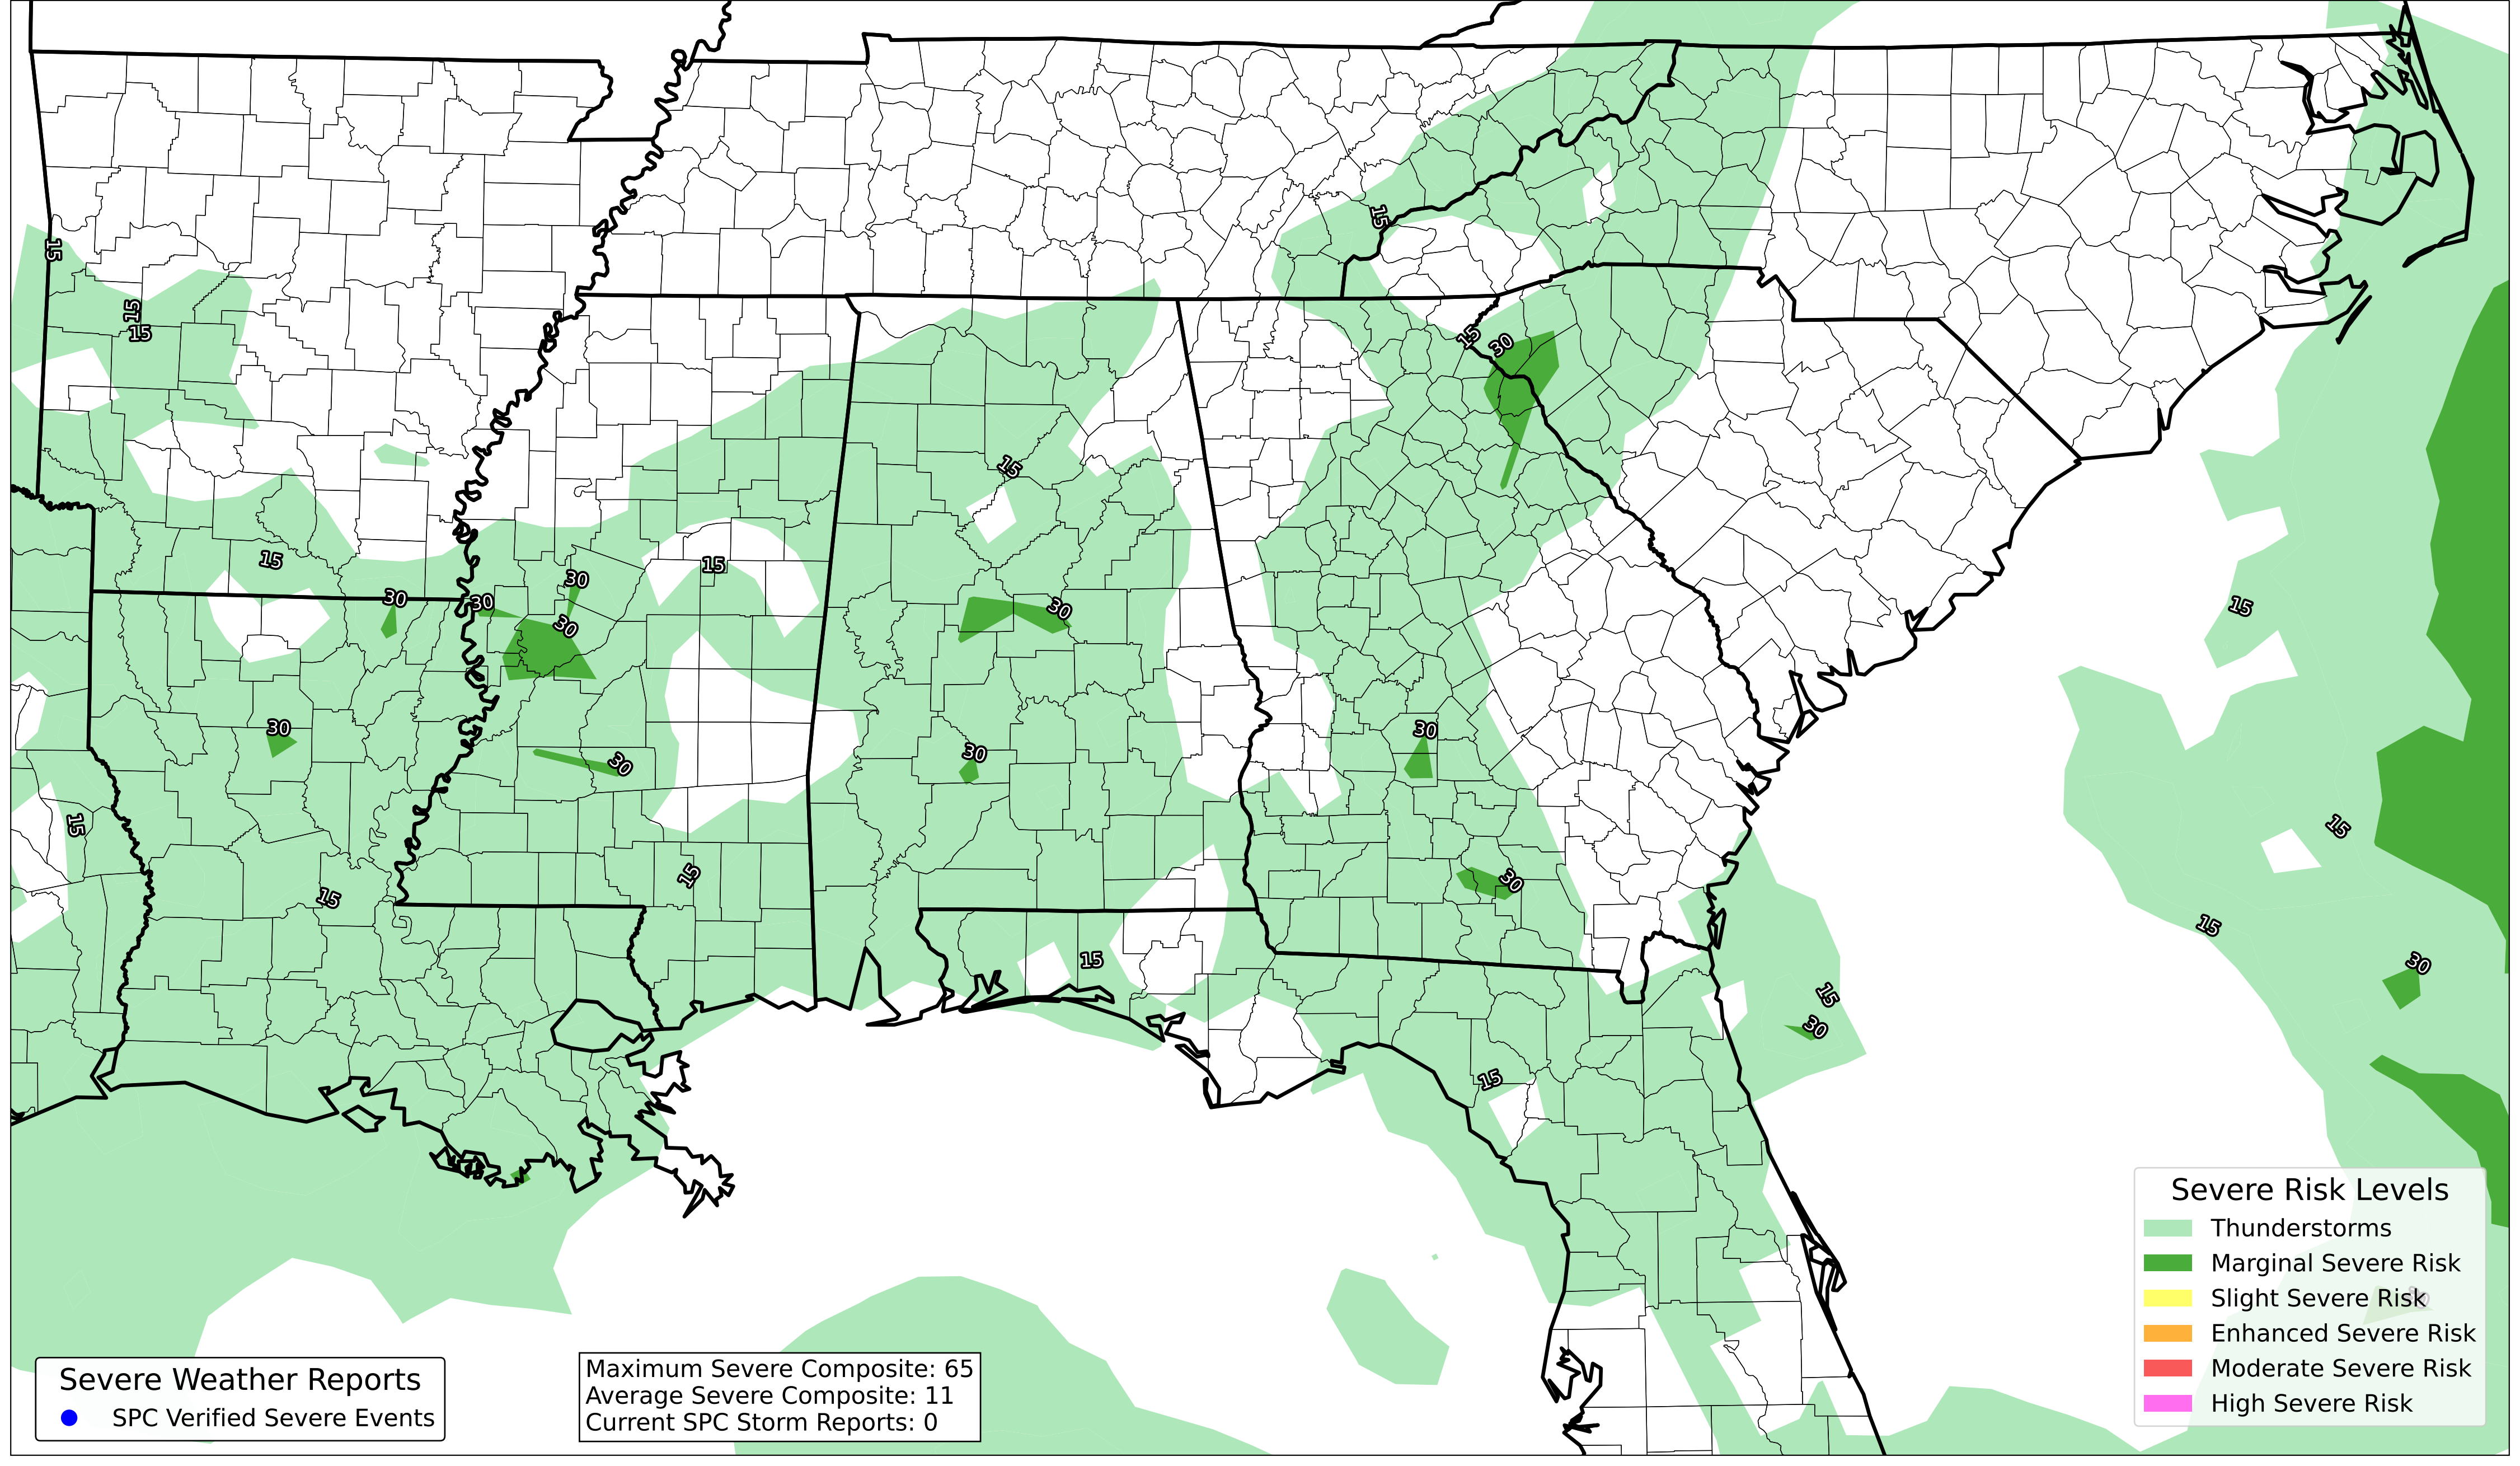 15
15
15
15
15
30
15
15
30
15
30
30
30
30
15
30
30
30
30
15
15
15
15
30
15
15
30
15
30
15
Severe Weather Reports
SPC Verified Severe Events
Maximum Severe Composite: 65
Average Severe Composite: 11
Current SPC Storm Reports: 0
Severe Risk Levels
Thunderstorms
Marginal Severe Risk
Slight Severe Risk
Enhanced Severe Risk
Moderate Severe Risk
High Severe Risk